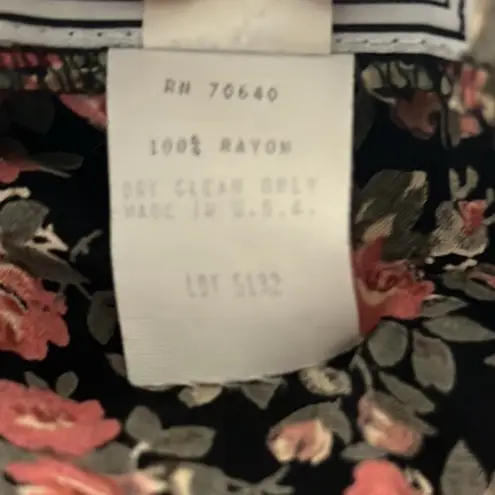 RN 70640
100% RAYON
DRY CLEAN ONLY
MADE IN U.S.A.
LOT 5132